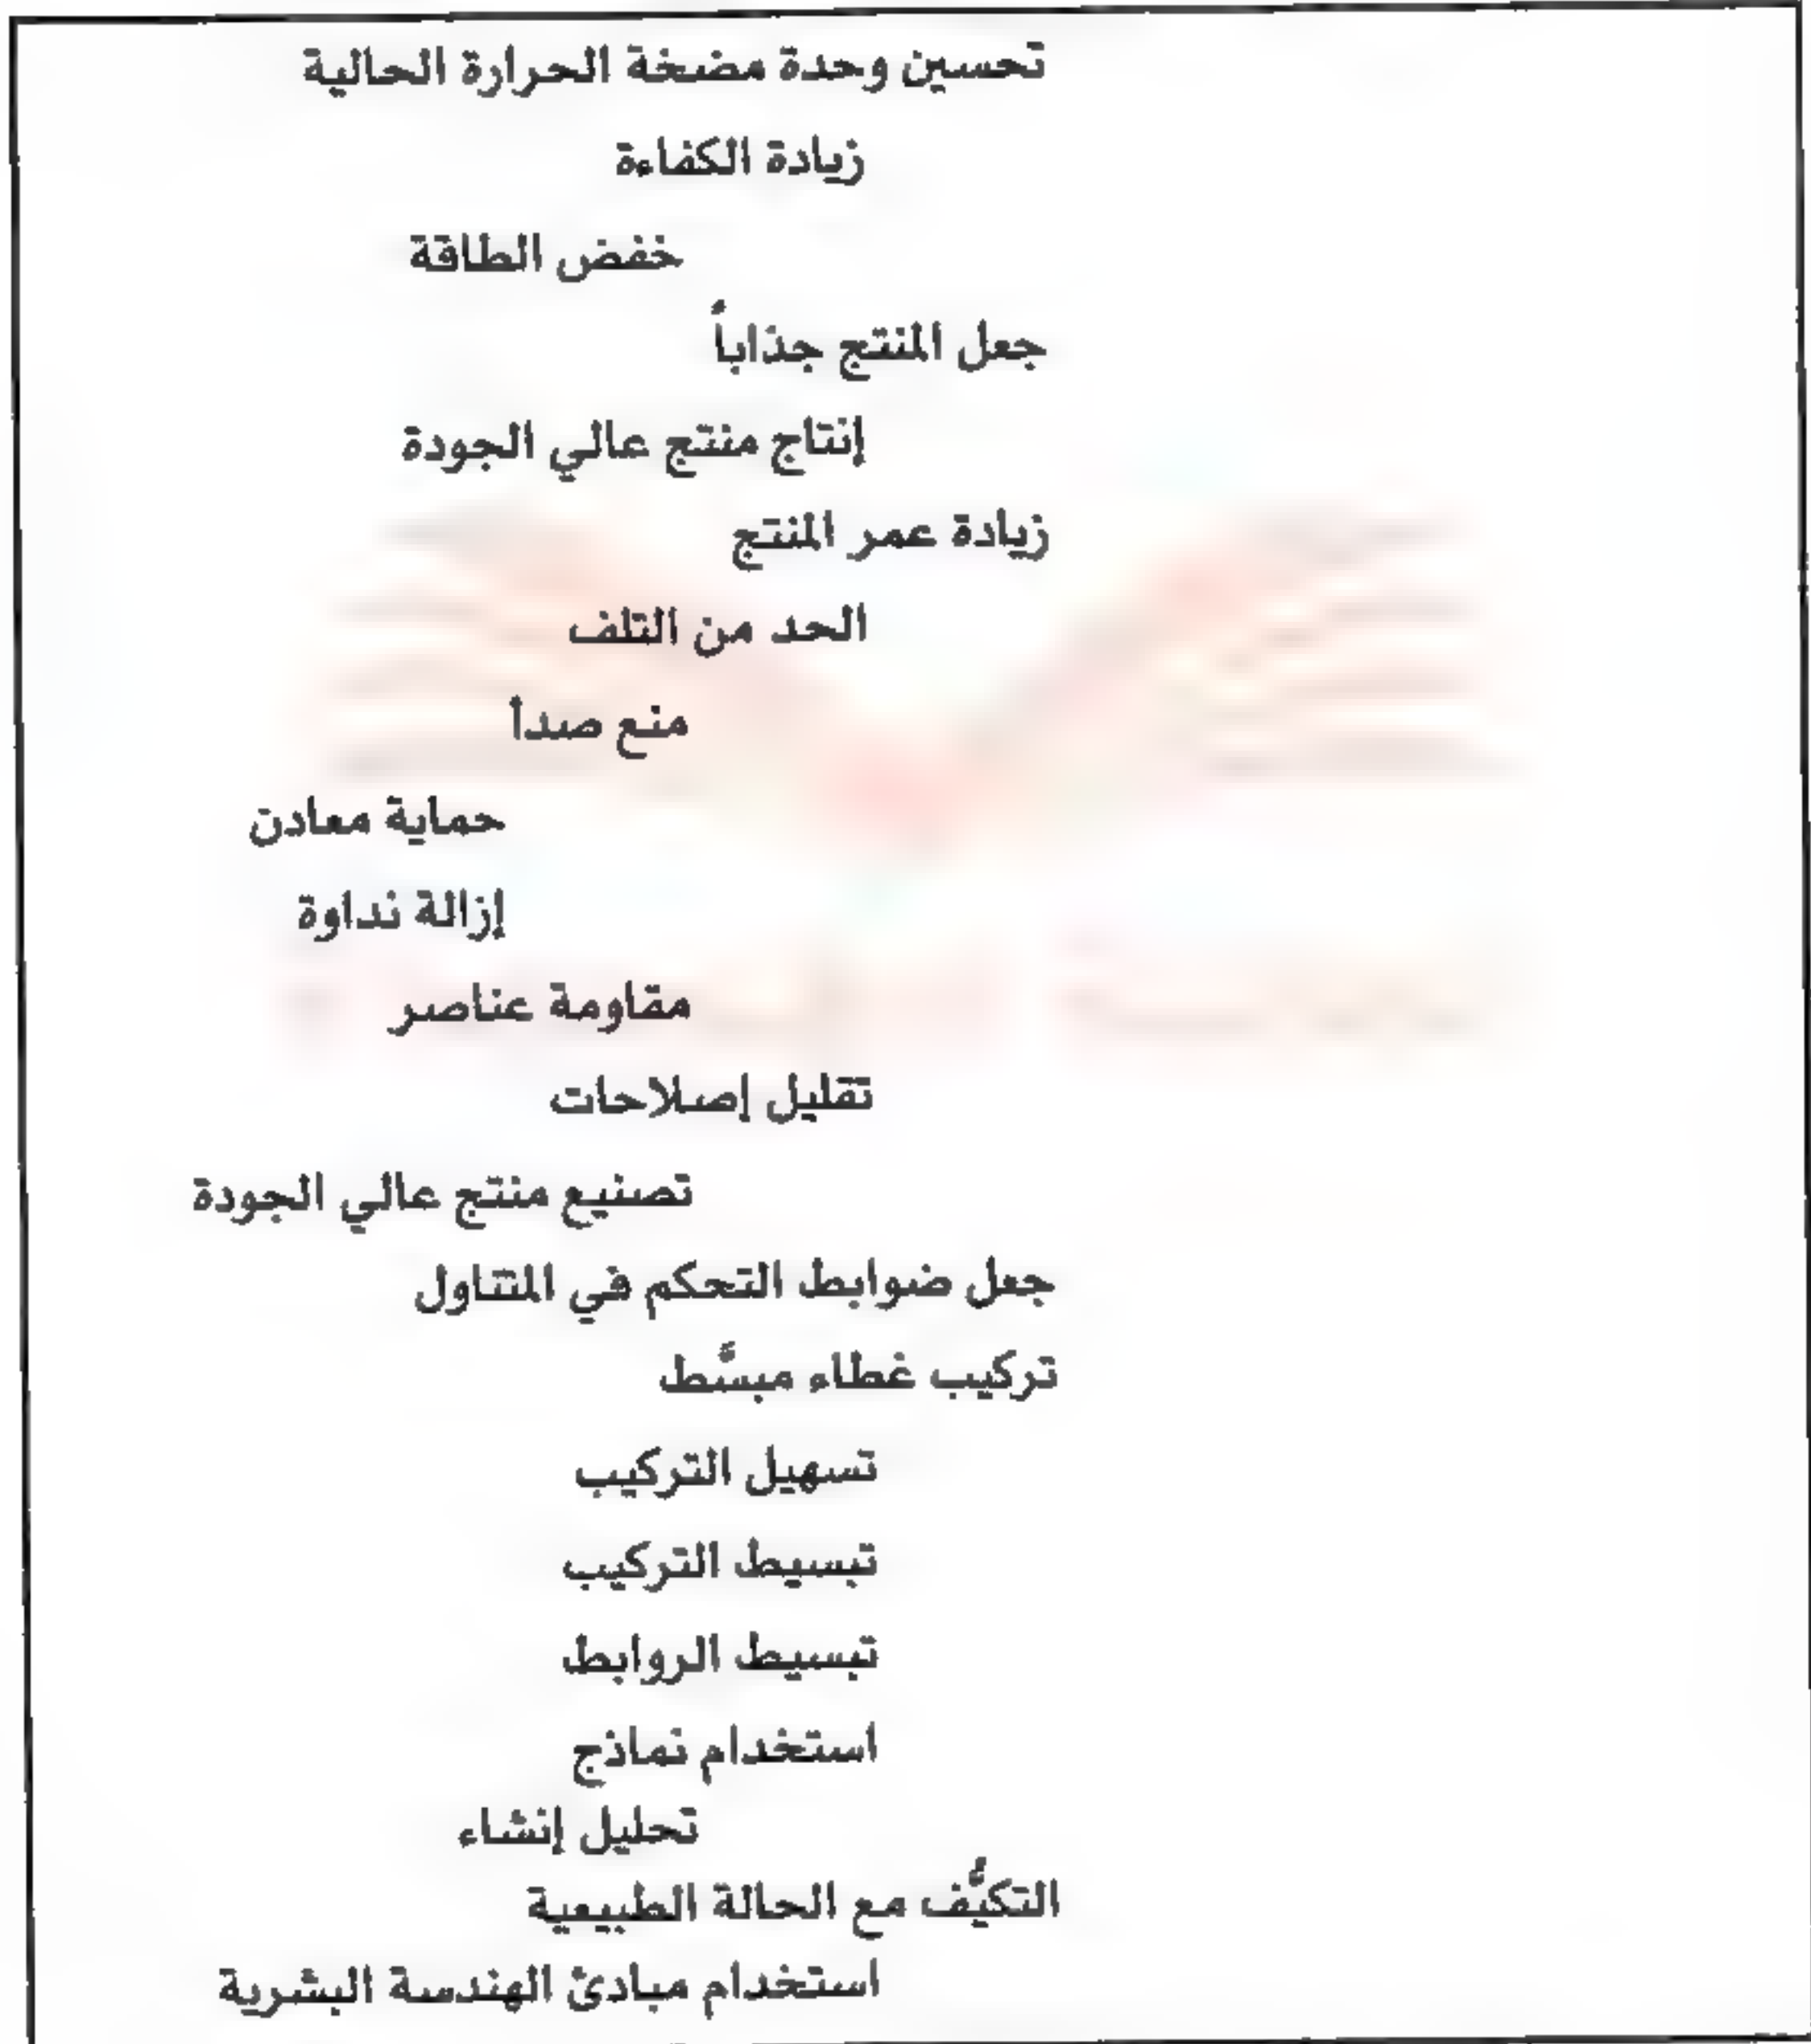 تحسين وحدة مضخة الحرارة الحالية
زيادة الكفاءة
خفض الطاقة
جعل المنتج جذاباً
إنتاج منتج عالي الجودة
زيادة عمر المنتج
الحد من التلف
منع صدأ
حماية معادن
إزالة نداوة
مقاومة عناصر
تقليل إصلاحات
تصنيع منتج عالي الجودة
جعل ضوابط التحكم في المتناول
تركيب غطاء مبسَّط
تسهيل التركيب
تبسيط التركيب
تبسيط الروابط
استخدام نماذج
تحليل إنشاء
التكيُّف مع الحالة الطبيعية
استخدام مبادئ الهندسة البشرية